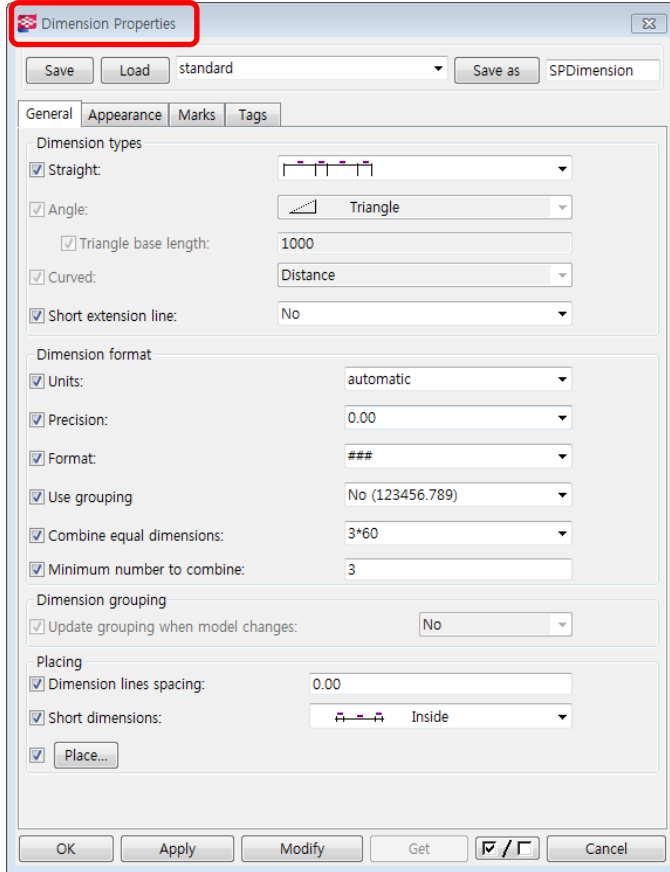 Dimension Properties
Save Load standard Save as SPDimension
General Appearance Marks Tags
Dimension types
Straight:
Angle: Triangle
Triangle base length: 1000
Curved: Distance
Short extension line: No
Dimension format
Units: automatic
Precision: 0.00
Format: ###
Use grouping No (123456.789)
Combine equal dimensions: 3*60
Minimum number to combine: 3
Dimension grouping
Update grouping when model changes: No
Placing
Dimension lines spacing: 0.00
Short dimensions: Inside
Place...
OK Apply Modify Get / Cancel